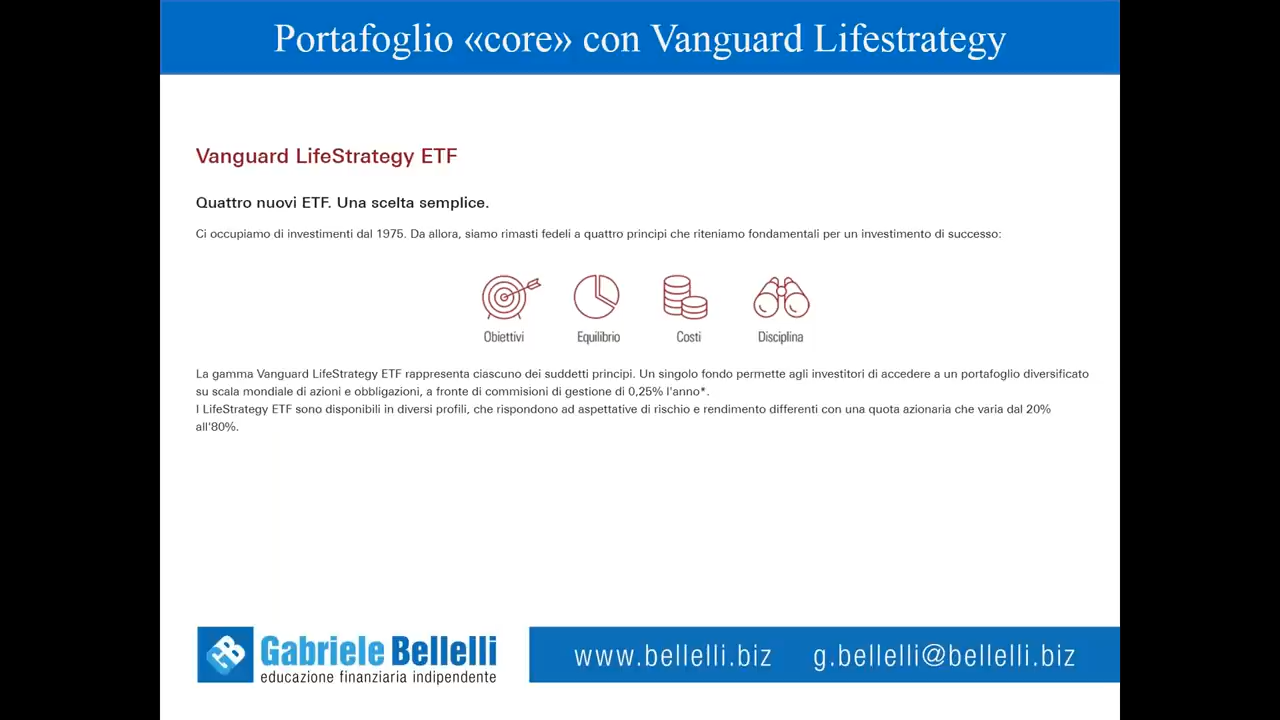 Portafoglio «core» con Vanguard Lifestrategy
Vanguard LifeStrategy ETF
Quattro nuovi ETF. Una scelta semplice.
Ci occupiamo di investimenti dal 1975. Da allora, siamo rimasti fedeli a quattro principi che riteniamo fondamentali per un investimento di successo:
Obiettivi Equilibrio Costi Disciplina
La gamma Vanguard LifeStrategy ETF rappresenta ciascuno dei suddetti principi. Un singolo fondo permette agli investitori di accedere a un portafoglio diversificato
su scala mondiale di azioni e obbligazioni, a fronte di commisioni di gestione di 0,25% l'anno*.
I LifeStrategy ETF sono disponibili in diversi profili, che rispondono ad aspettative di rischio e rendimento differenti con una quota azionaria che varia dal 20%
all'80%.
Gabriele Bellelli
educazione finanziaria indipendente
www.bellelli.biz g.bellelli@bellelli.biz